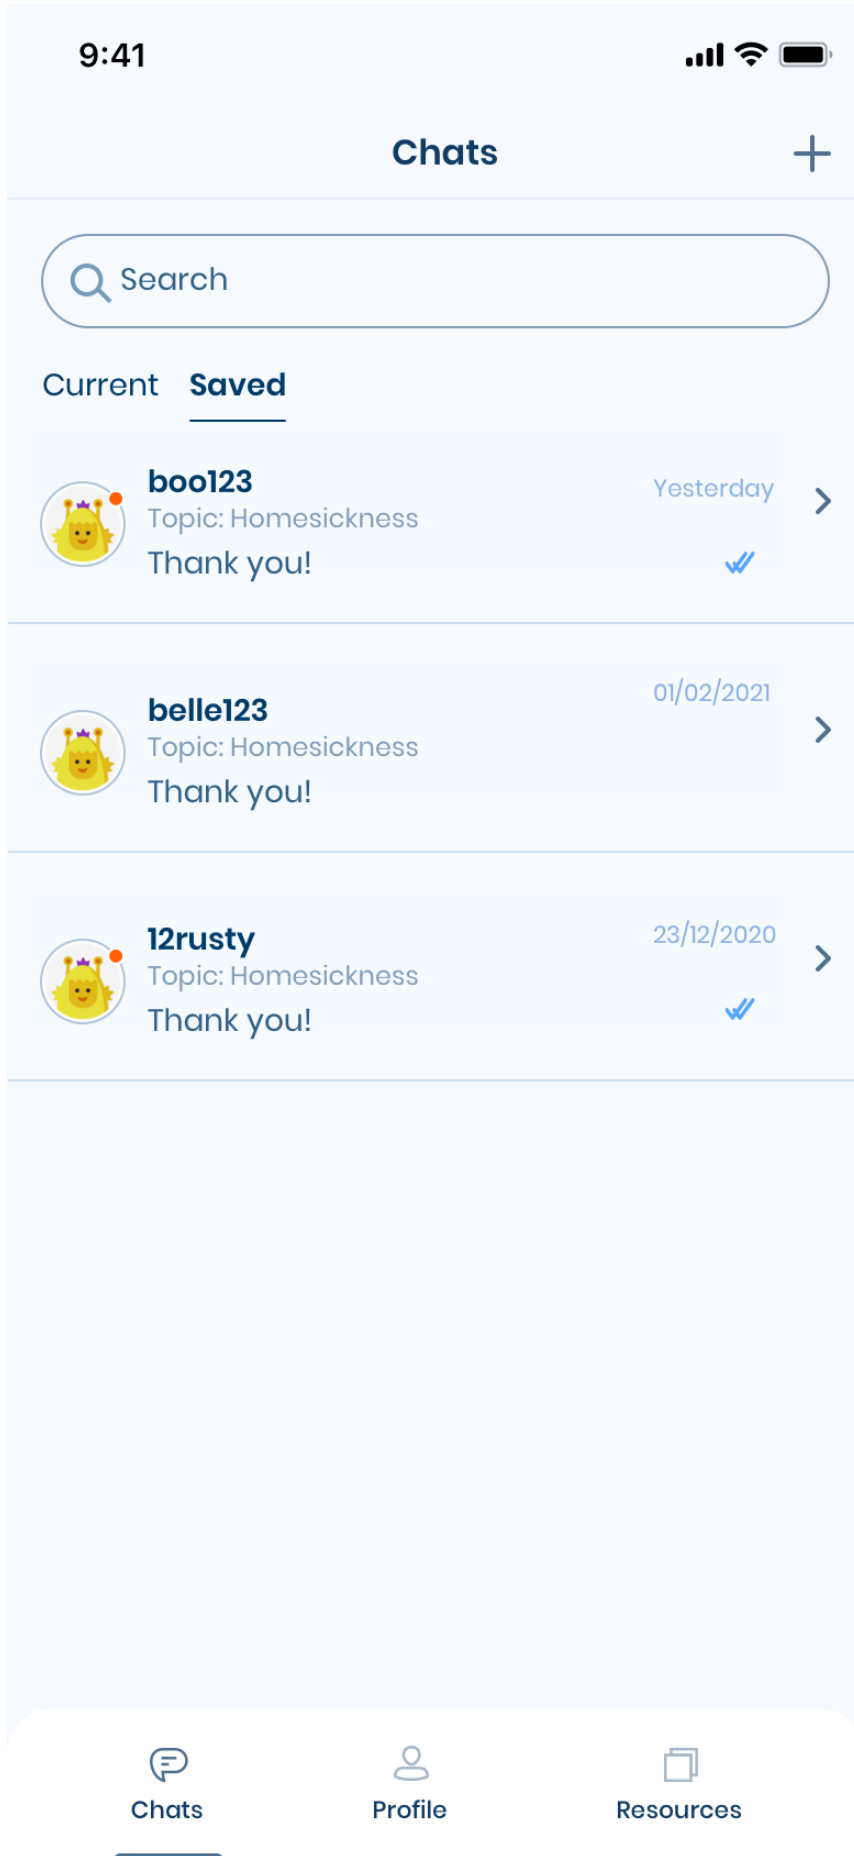 9:41
Chats
Search
Current Saved
boo123
Yesterday
Topic: Homesickness
Thank you!
belle123
01/02/2021
Topic: Homesickness
Thank you!
12rusty
23/12/2020
Topic: Homesickness
Thank you!
Chats Profile Resources